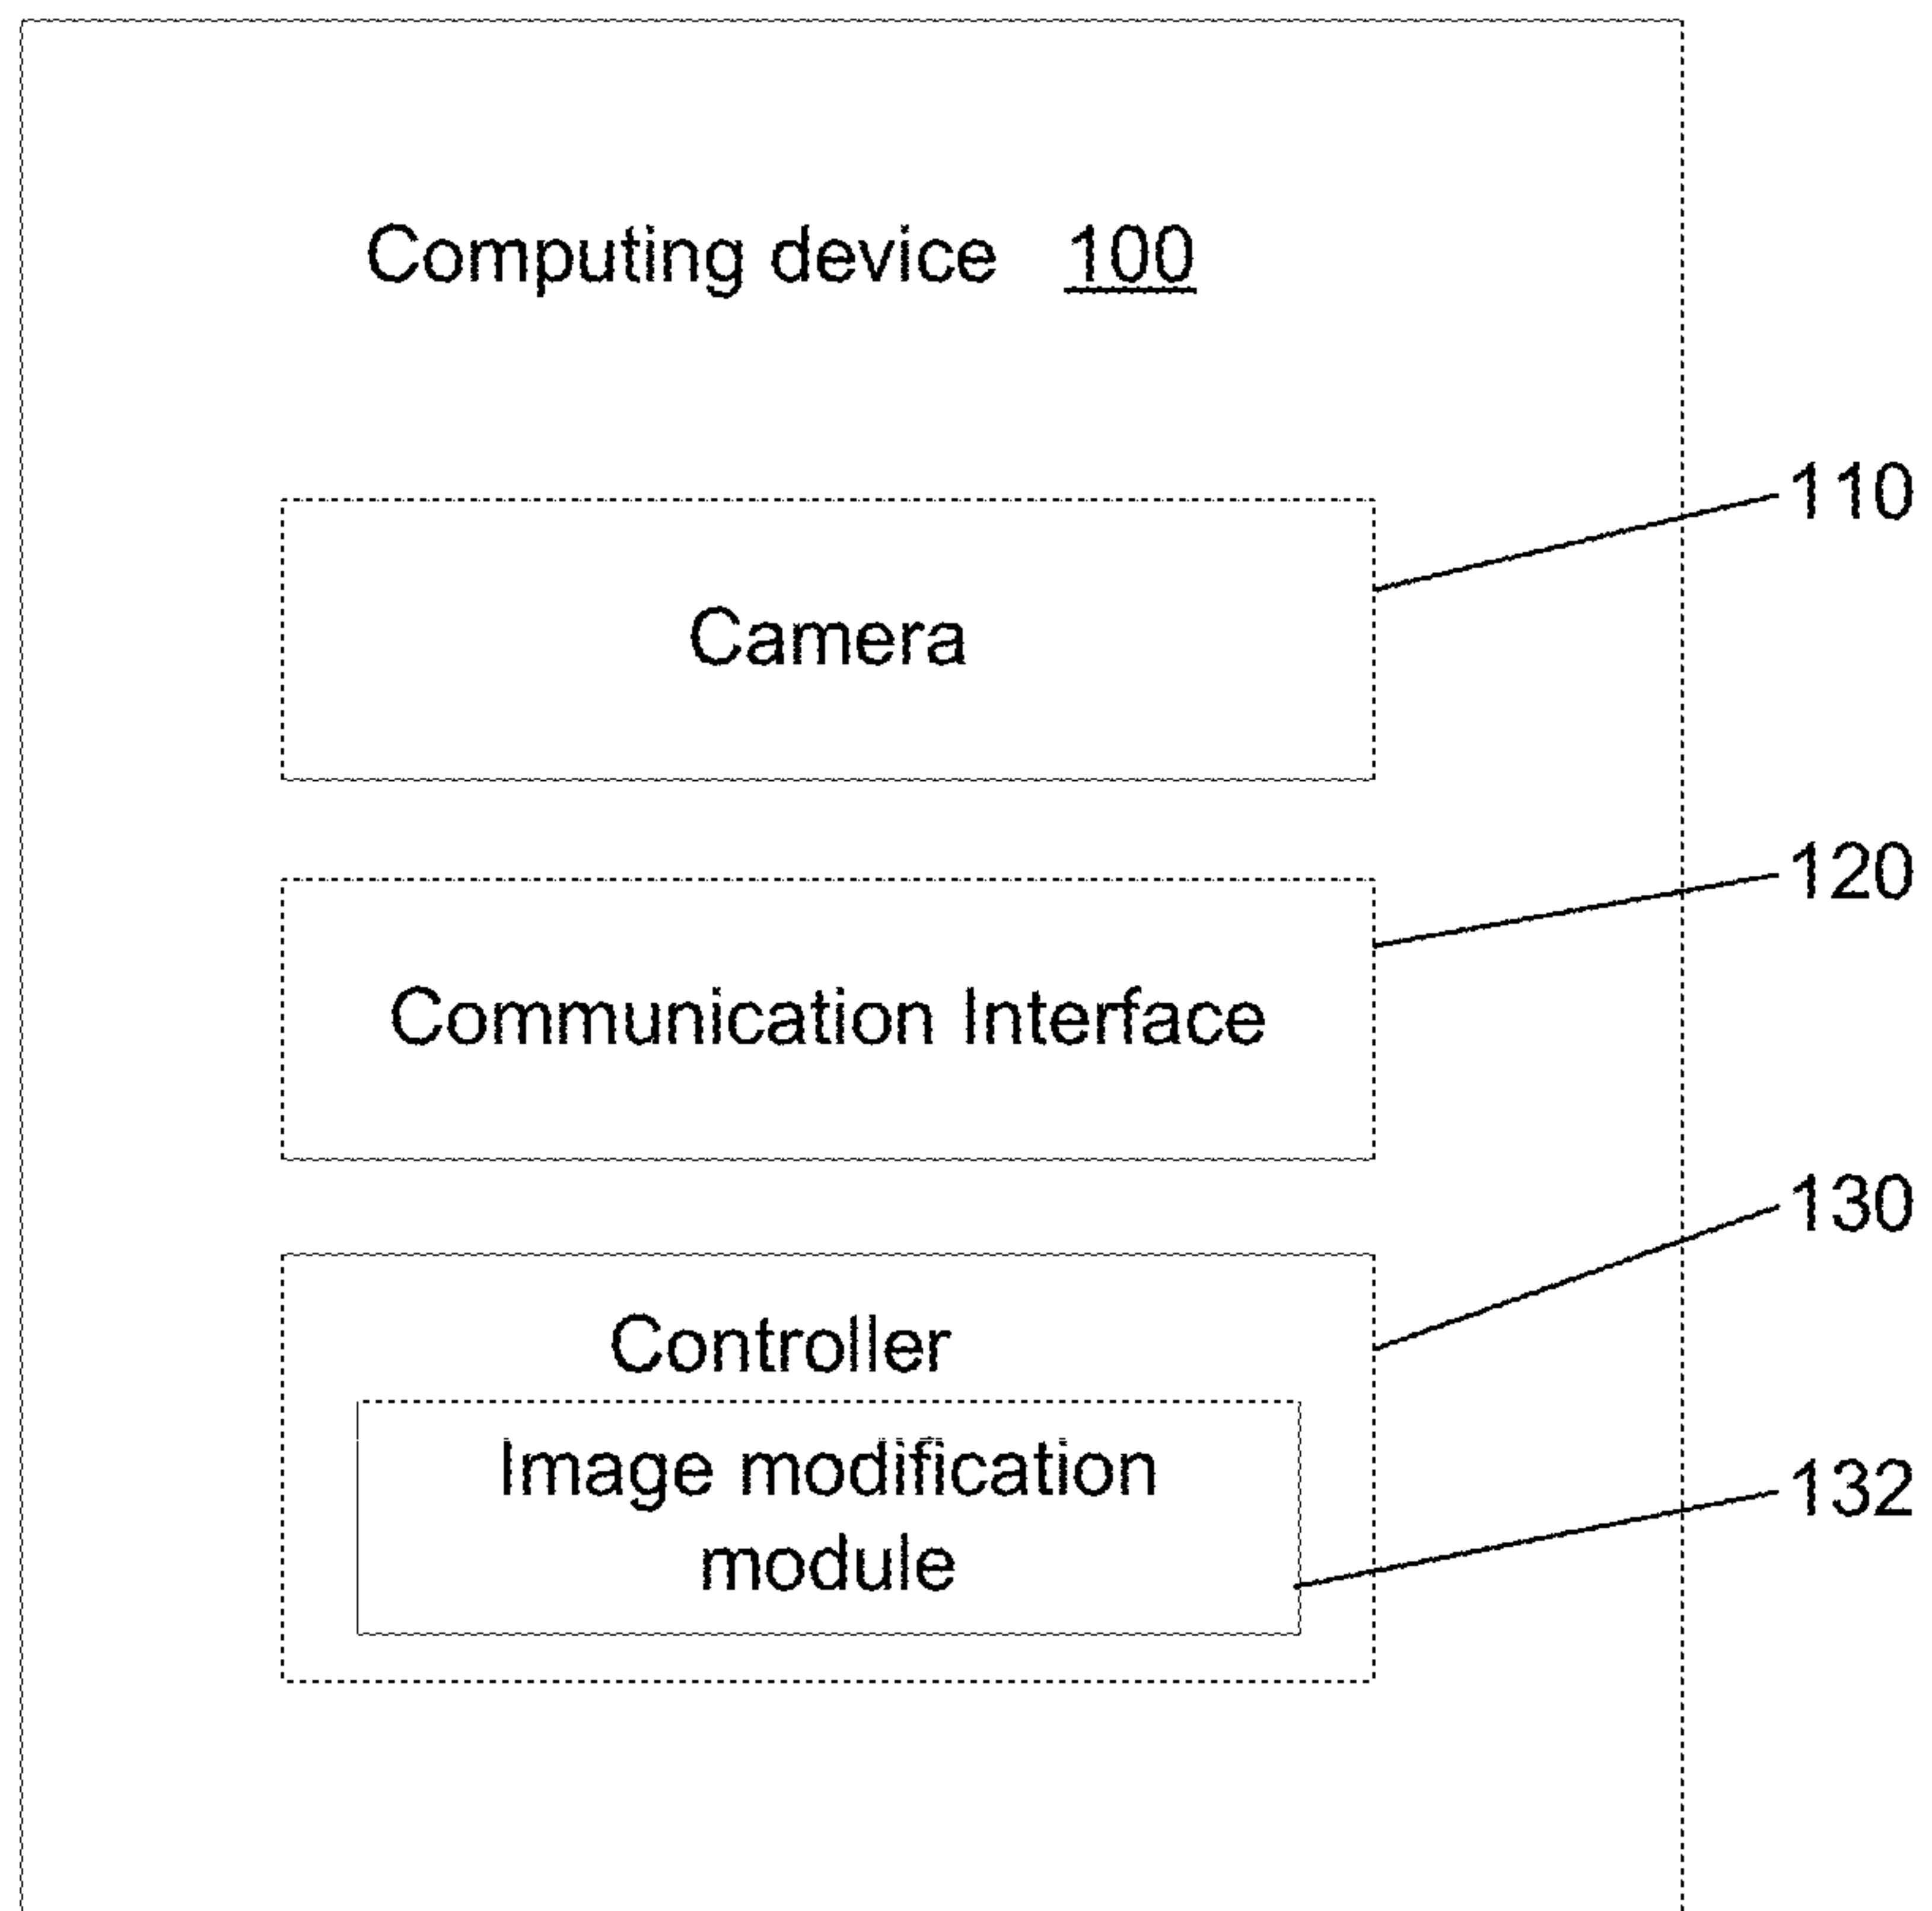 Computing device 100
110
Camera
120
Communication Interface
130
Controller
Image modification
module
132